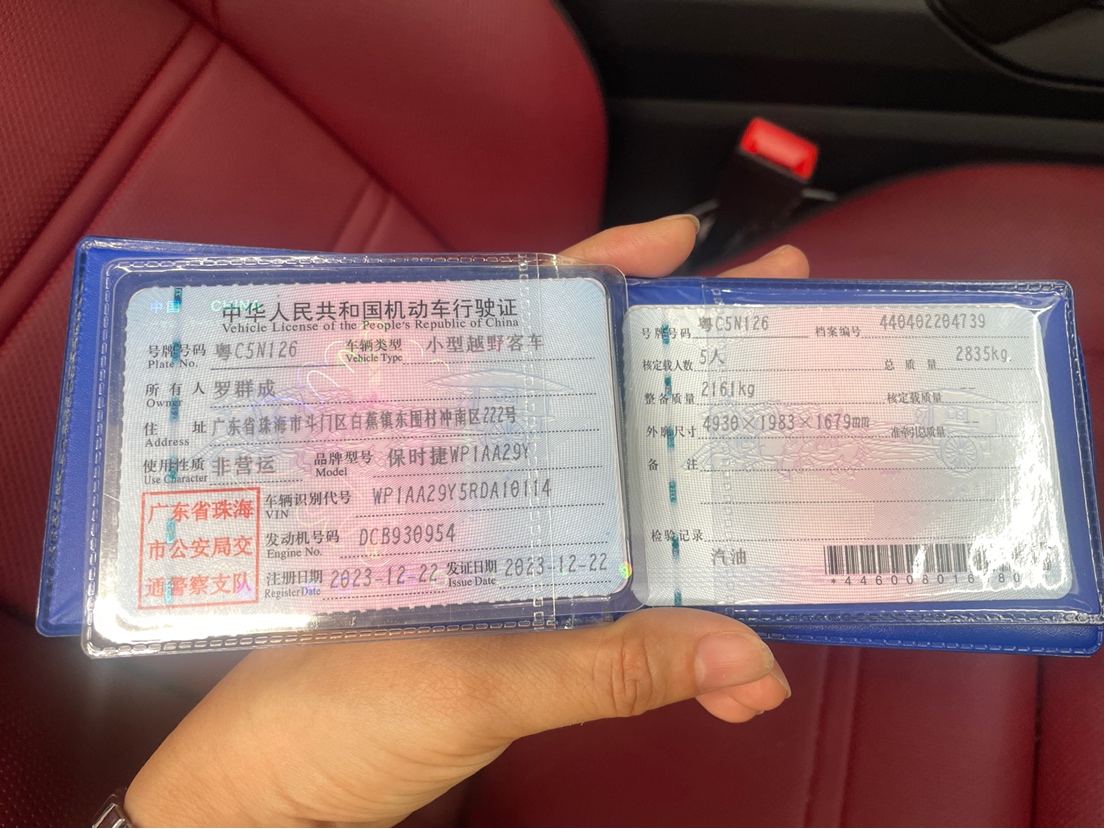 中国 CHINA
中华人民共和国机动车行驶证
Vehicle License of the People's Republic of China
号牌号码 粤C5N126 车辆类型 小型越野客车
Plate No. Vehicle Type
所有人 罗群成
Owner
住址 广东省珠海市斗门区白蕉镇东围村冲南区222号
Address
使用性质 非营运 品牌型号 保时捷WP1AA29Y
Use Character Model
广东省珠海
市公安局交
通警察支队
车辆识别代号 WP1AA29Y5RDA10114
VIN
发动机号码 DCB930954
Engine No.
注册日期 2023-12-22 发证日期 2023-12-22
Register Date Issue Date
号牌号码 粤C5N126 档案编号 440402204739
核定载人数 5人 总质量 2835kg
整备质量 2161kg 核定载质量 --
外廓尺寸 4930×1983×1679mm 准牵引总质量 --
备注
检验记录
汽油